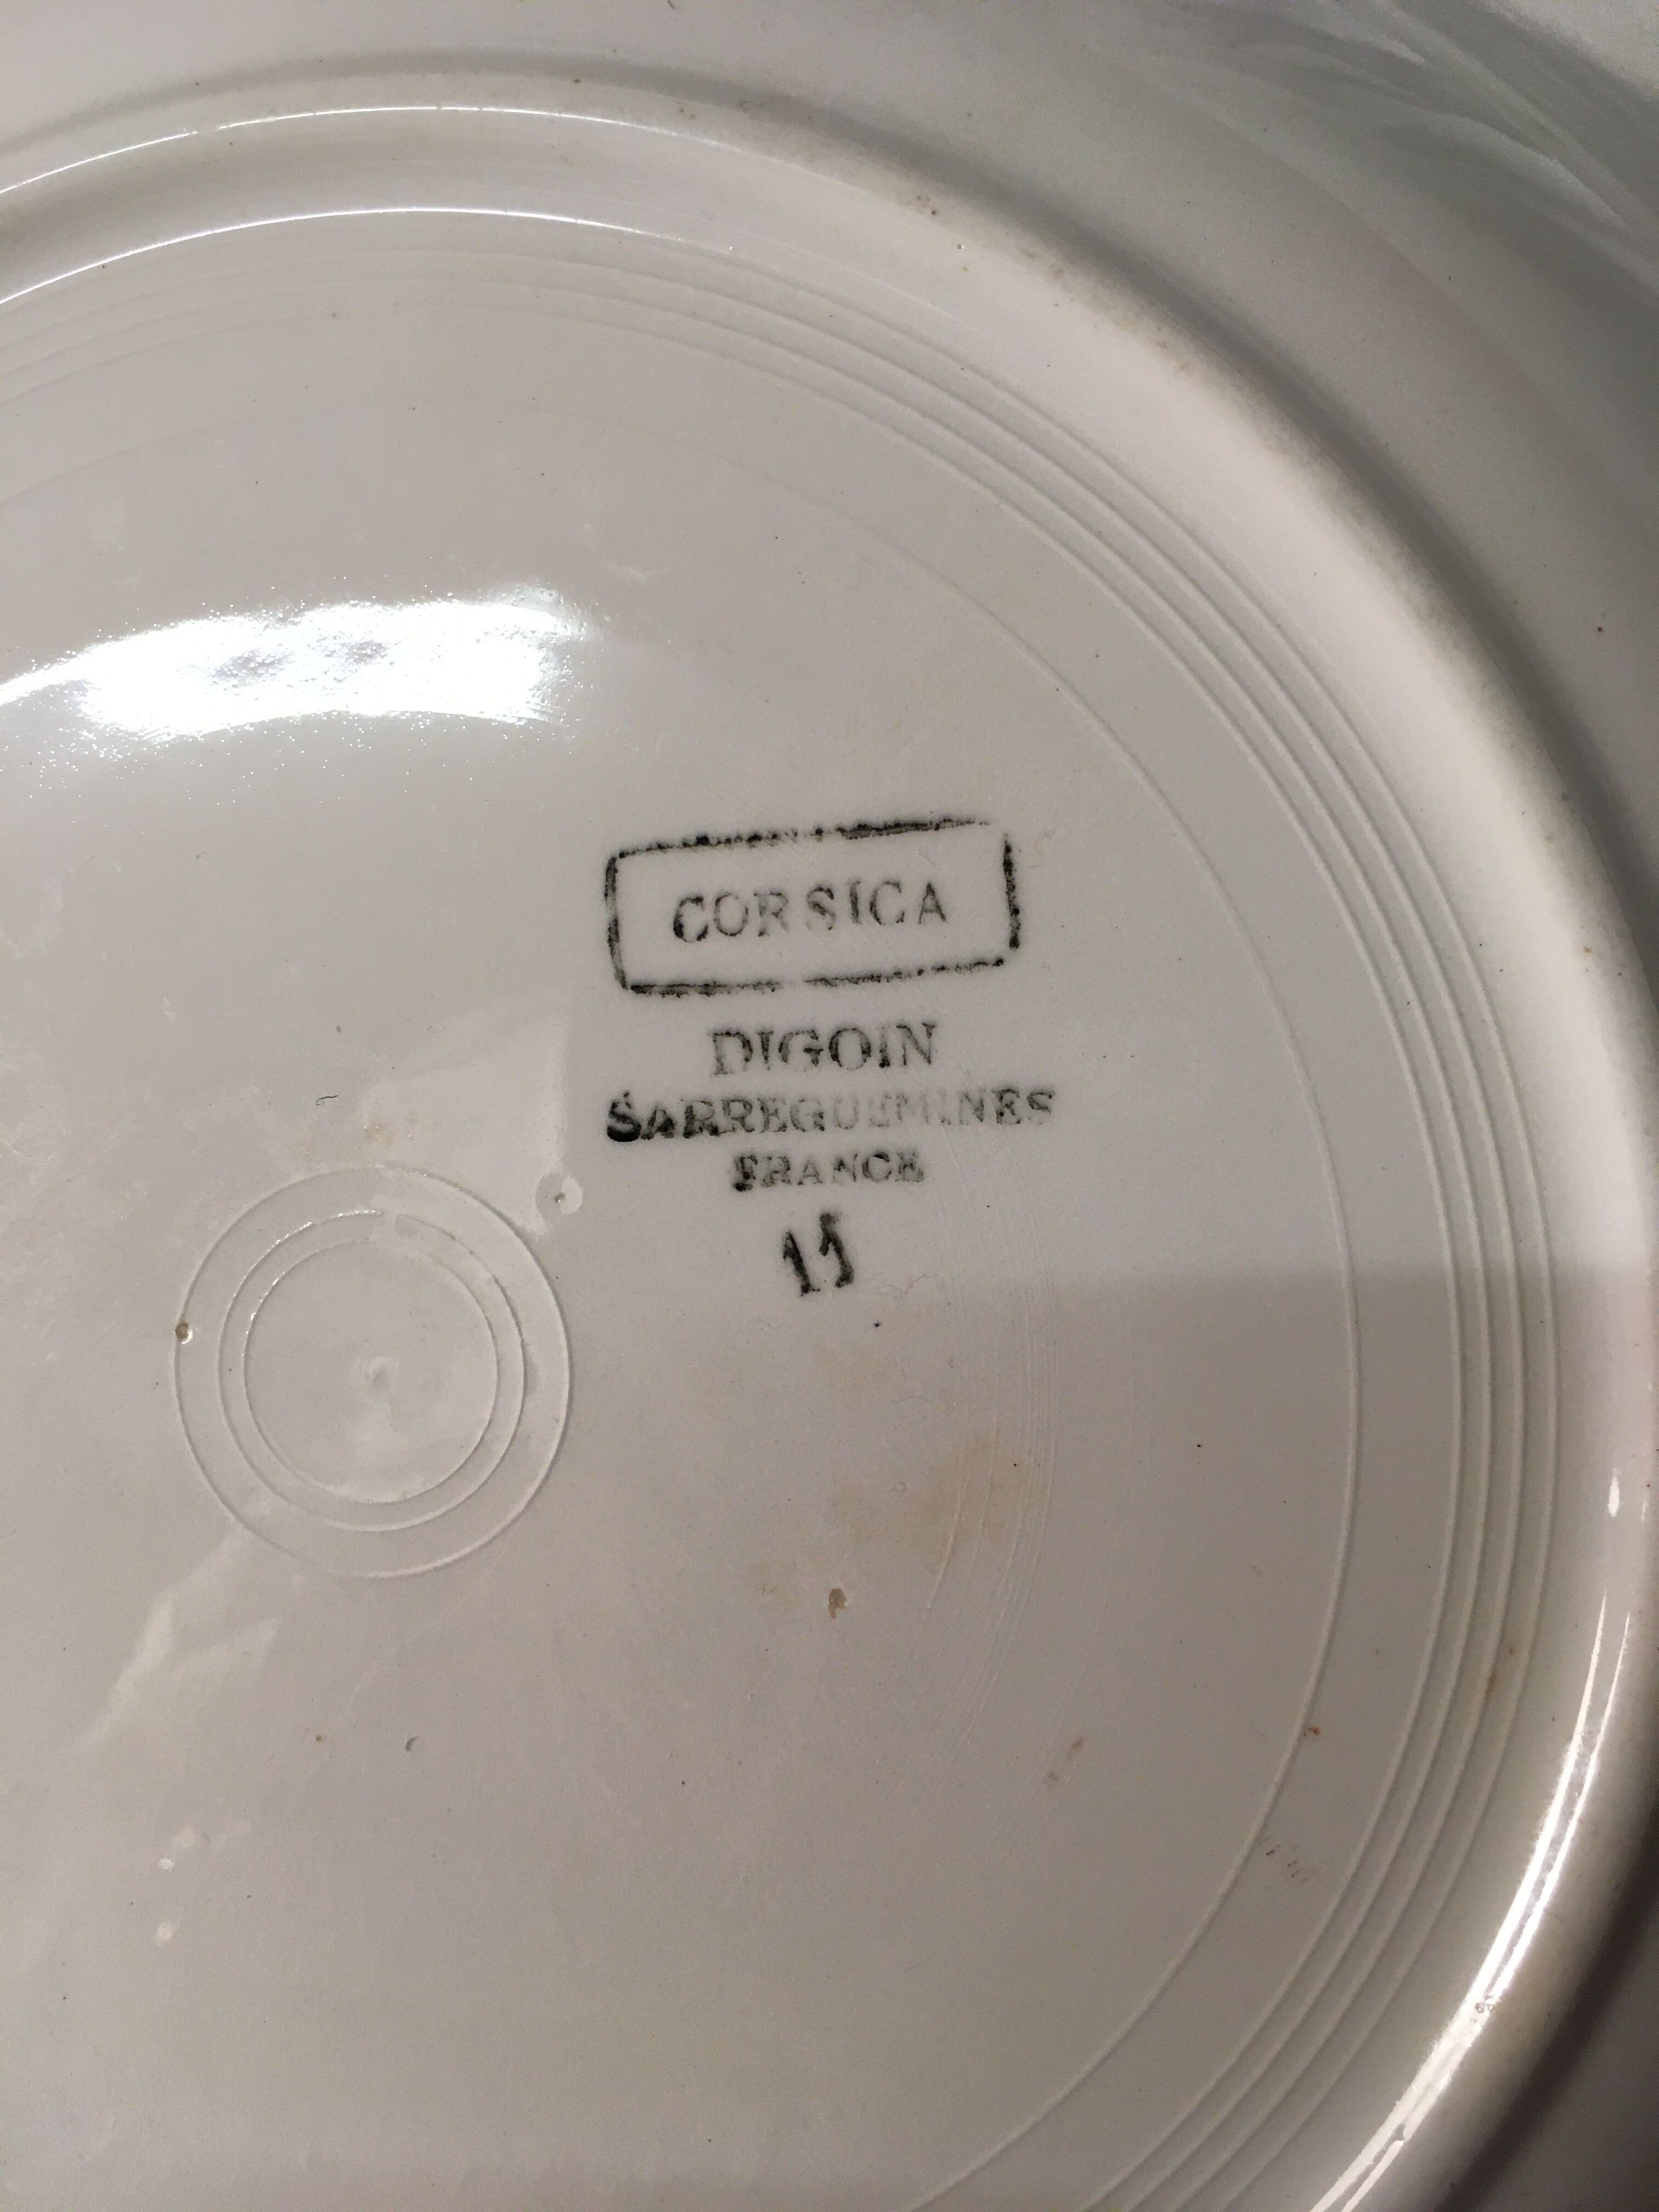 CORSICA
DIGOIN
SARREGUEMINES
FRANCE
11